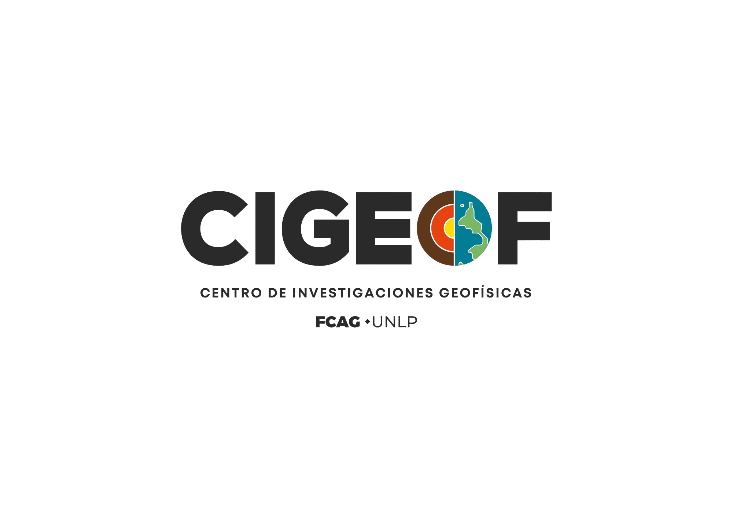 CIGEOF
CENTRO DE INVESTIGACIONES GEOFÍSICAS
FCAG ✦UNLP